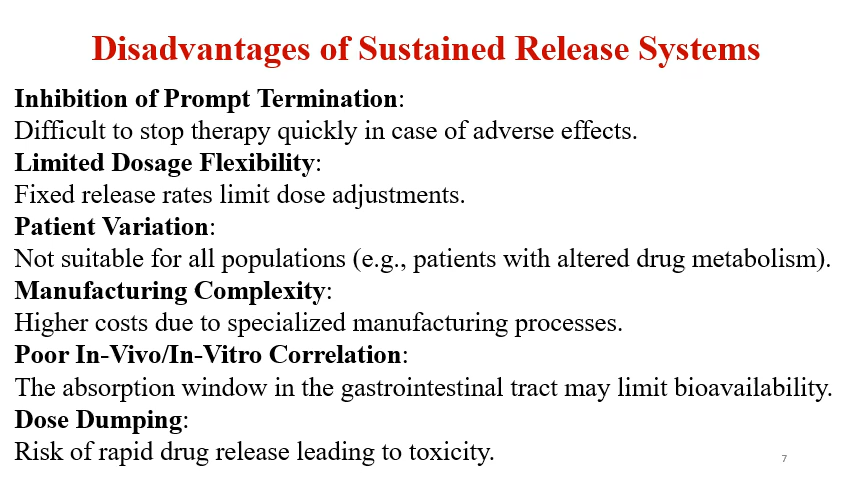 Disadvantages of Sustained Release Systems
Inhibition of Prompt Termination:
Difficult to stop therapy quickly in case of adverse effects.
Limited Dosage Flexibility:
Fixed release rates limit dose adjustments.
Patient Variation:
Not suitable for all populations (e.g., patients with altered drug metabolism).
Manufacturing Complexity:
Higher costs due to specialized manufacturing processes.
Poor In-Vivo/In-Vitro Correlation:
The absorption window in the gastrointestinal tract may limit bioavailability.
Dose Dumping:
Risk of rapid drug release leading to toxicity.
7